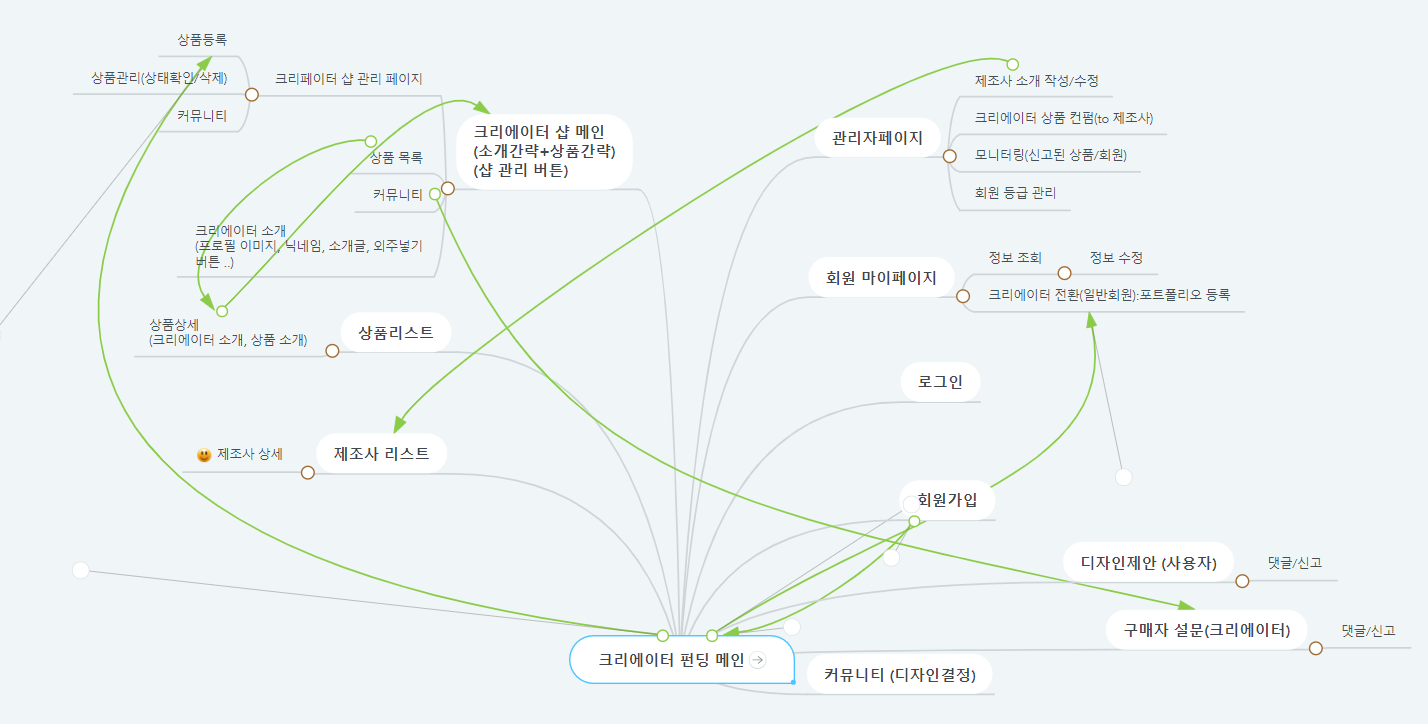 상품등록
상품관리(상태확인/삭제)
커뮤니티
크리페이터 샵 관리 페이지
크리에이터 샵 메인
(소개간략+상품간략)
(샵 관리 버튼)
상품 목록
커뮤니티
크리에이터 소개
(프로필 이미지, 닉네임, 소개글, 외주넣기
버튼 ..)
상품상세
(크리에이터 소개, 상품 소개)
상품리스트
제조사 상세
제조사 리스트
관리자페이지
제조사 소개 작성/수정
크리에이터 상품 컨펌(to 제조사)
모니터링(신고된 상품/회원)
회원 등급 관리
회원 마이페이지
정보 조회
정보 수정
크리에이터 전환(일반회원):포트폴리오 등록
로그인
회원가입
디자인제안 (사용자)
댓글/신고
구매자 설문(크리에이터)
댓글/신고
크리에이터 펀딩 메인
커뮤니티 (디자인결정)